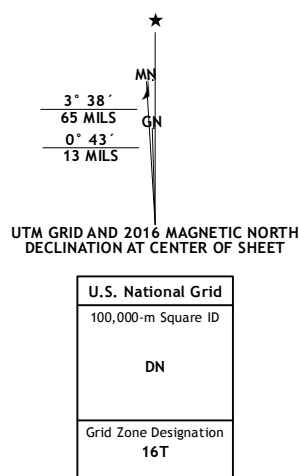 ★
MN
3° 38´
65 MILS
GN
0° 43´
13 MILS
UTM GRID AND 2016 MAGNETIC NORTH
DECLINATION AT CENTER OF SHEET
U.S. National Grid
100,000-m Square ID
DN
Grid Zone Designation
16T